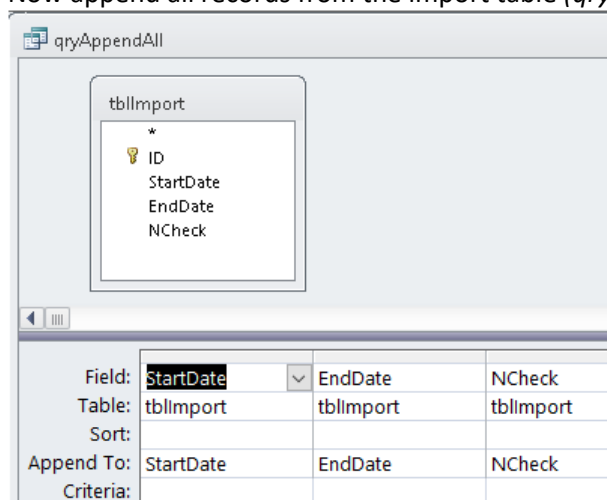 Now append all records from the import table (qry
qryAppendAll
tblImport
*
ID
StartDate
EndDate
NCheck
Field: StartDate EndDate NCheck
Table: tblImport tblImport tblImport
Sort:
Append To: StartDate EndDate NCheck
Criteria: